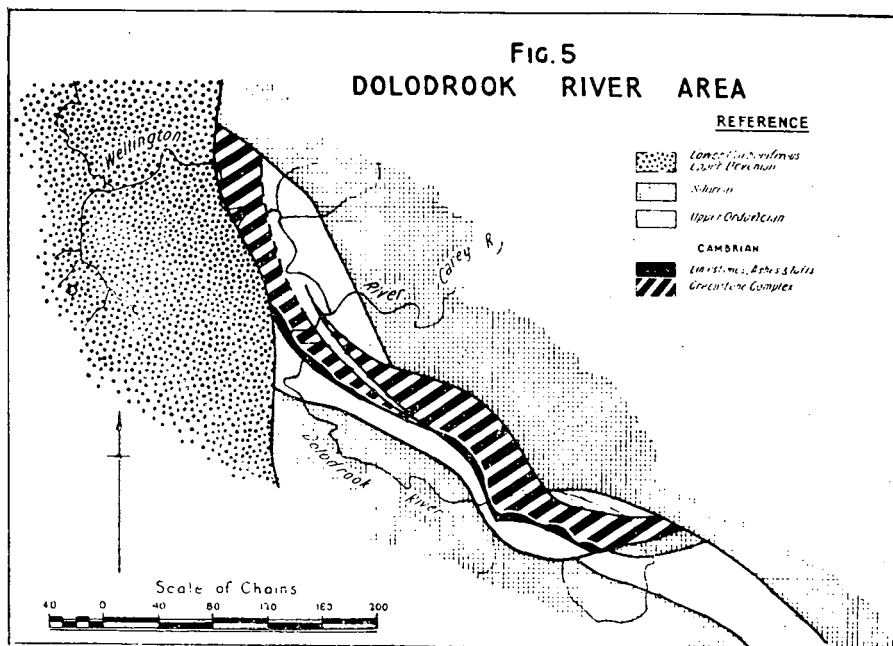 FIG. 5
DOLODROOK RIVER AREA
REFERENCE
Lower Carboniferous
Upper Devonian
Silurian
Upper Ordovician
CAMBRIAN
Limestones, Ashes & Tuffs
Greenstone Complex
Wellington
River
Carey R.
Dolodrook
River
Scale of Chains
40 0 40 80 120 160 200